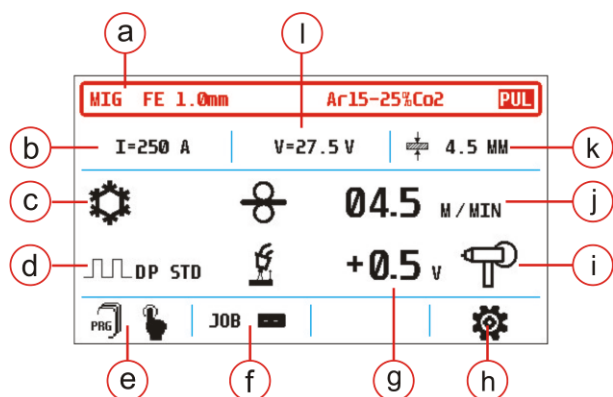 a
l
MIG FE 1.0mm Ar15-25%Co2 PUL
b I=250 A V=27.5 V 4.5 MM k
c 04.5 M/MIN j
d DP STD +0.5 V i
PRG JOB --
e f g h